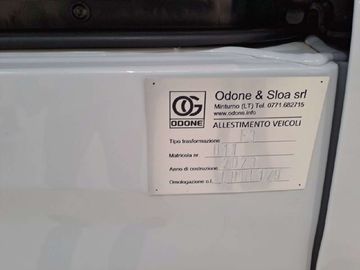 OG
ODONE
Odone & Sloa srl
Minturno (LT) Tel. 0771.682715
www.odone.info
ALLESTIMENTO VEICOLI
Tipo trasformazione
Matricola nr.
Anno di costruzione
Omologazione n.